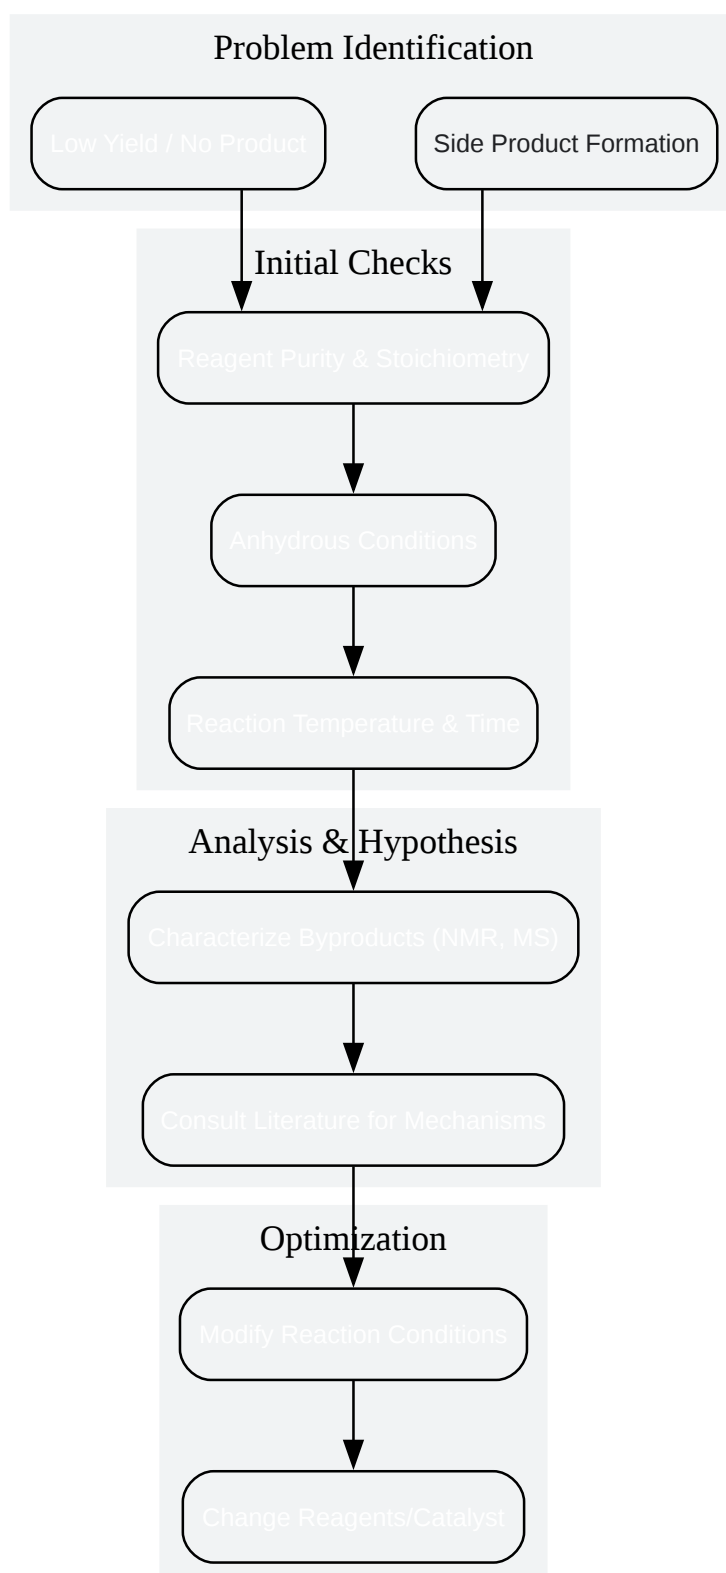 Problem Identification
Low Yield / No Product
Side Product Formation
Initial Checks
Reagent Purity & Stoichiometry
Anhydrous Conditions
Reaction Temperature & Time
Analysis & Hypothesis
Characterize Byproducts (NMR, MS)
Consult Literature for Mechanisms
Optimization
Modify Reaction Conditions
Change Reagents/Catalyst